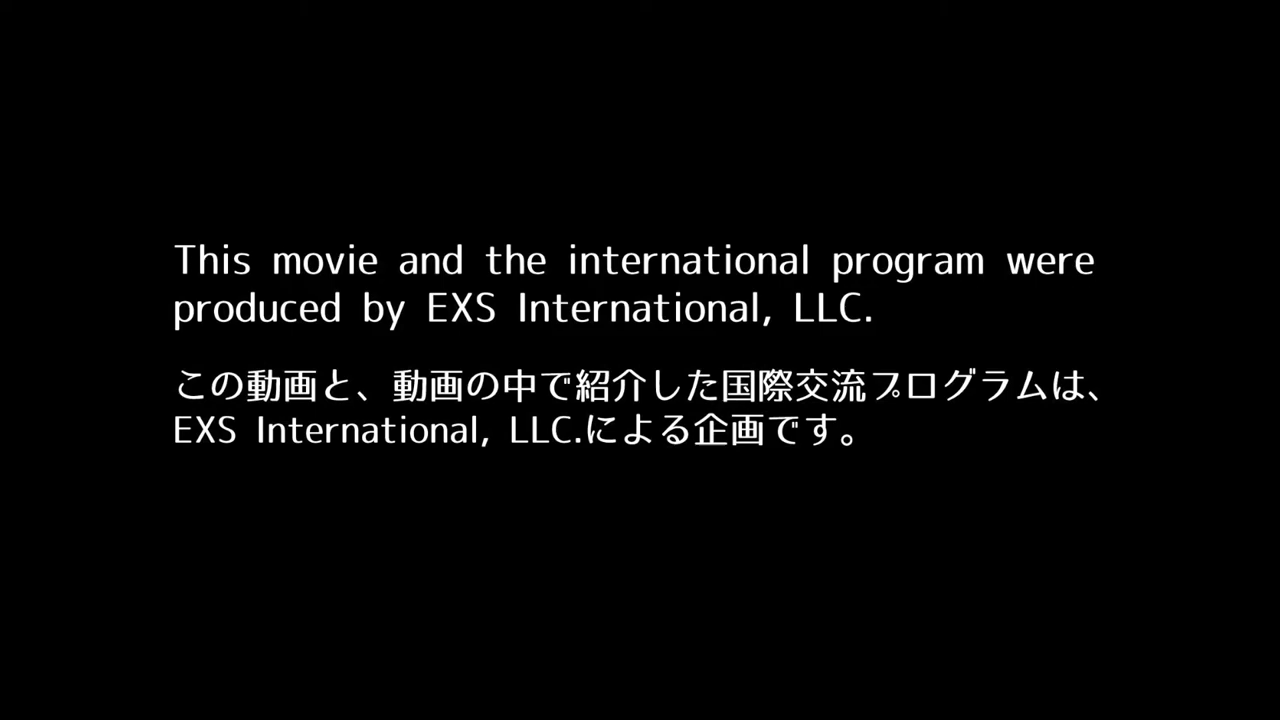 This movie and the international program were
produced by EXS International, LLC.
この動画と、動画の中で紹介した国際交流プログラムは、
EXS International, LLC.による企画です。